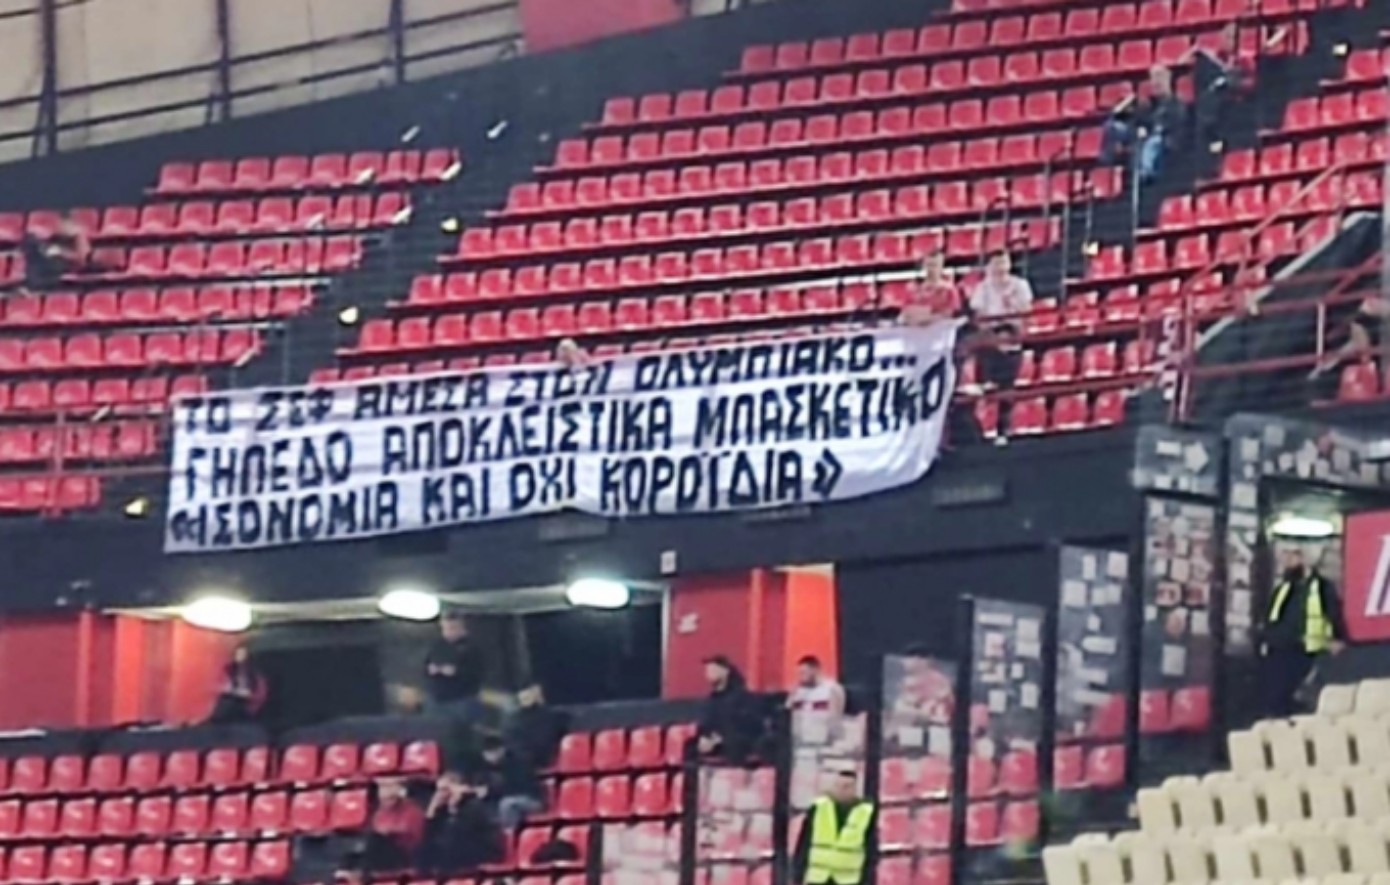 ΤΟ ΣΕΦ ΑΜΕΣΑ ΣΤΟΝ ΟΛΥΜΠΙΑΚΟ...
ΓΗΠΕΔΟ ΑΠΟΚΛΕΙΣΤΙΚΑ ΜΠΑΣΚΕΤΙΚΟ
«ΙΣΟΝΟΜΙΑ ΚΑΙ ΟΧΙ ΚΟΡΟΪΔΙΑ»